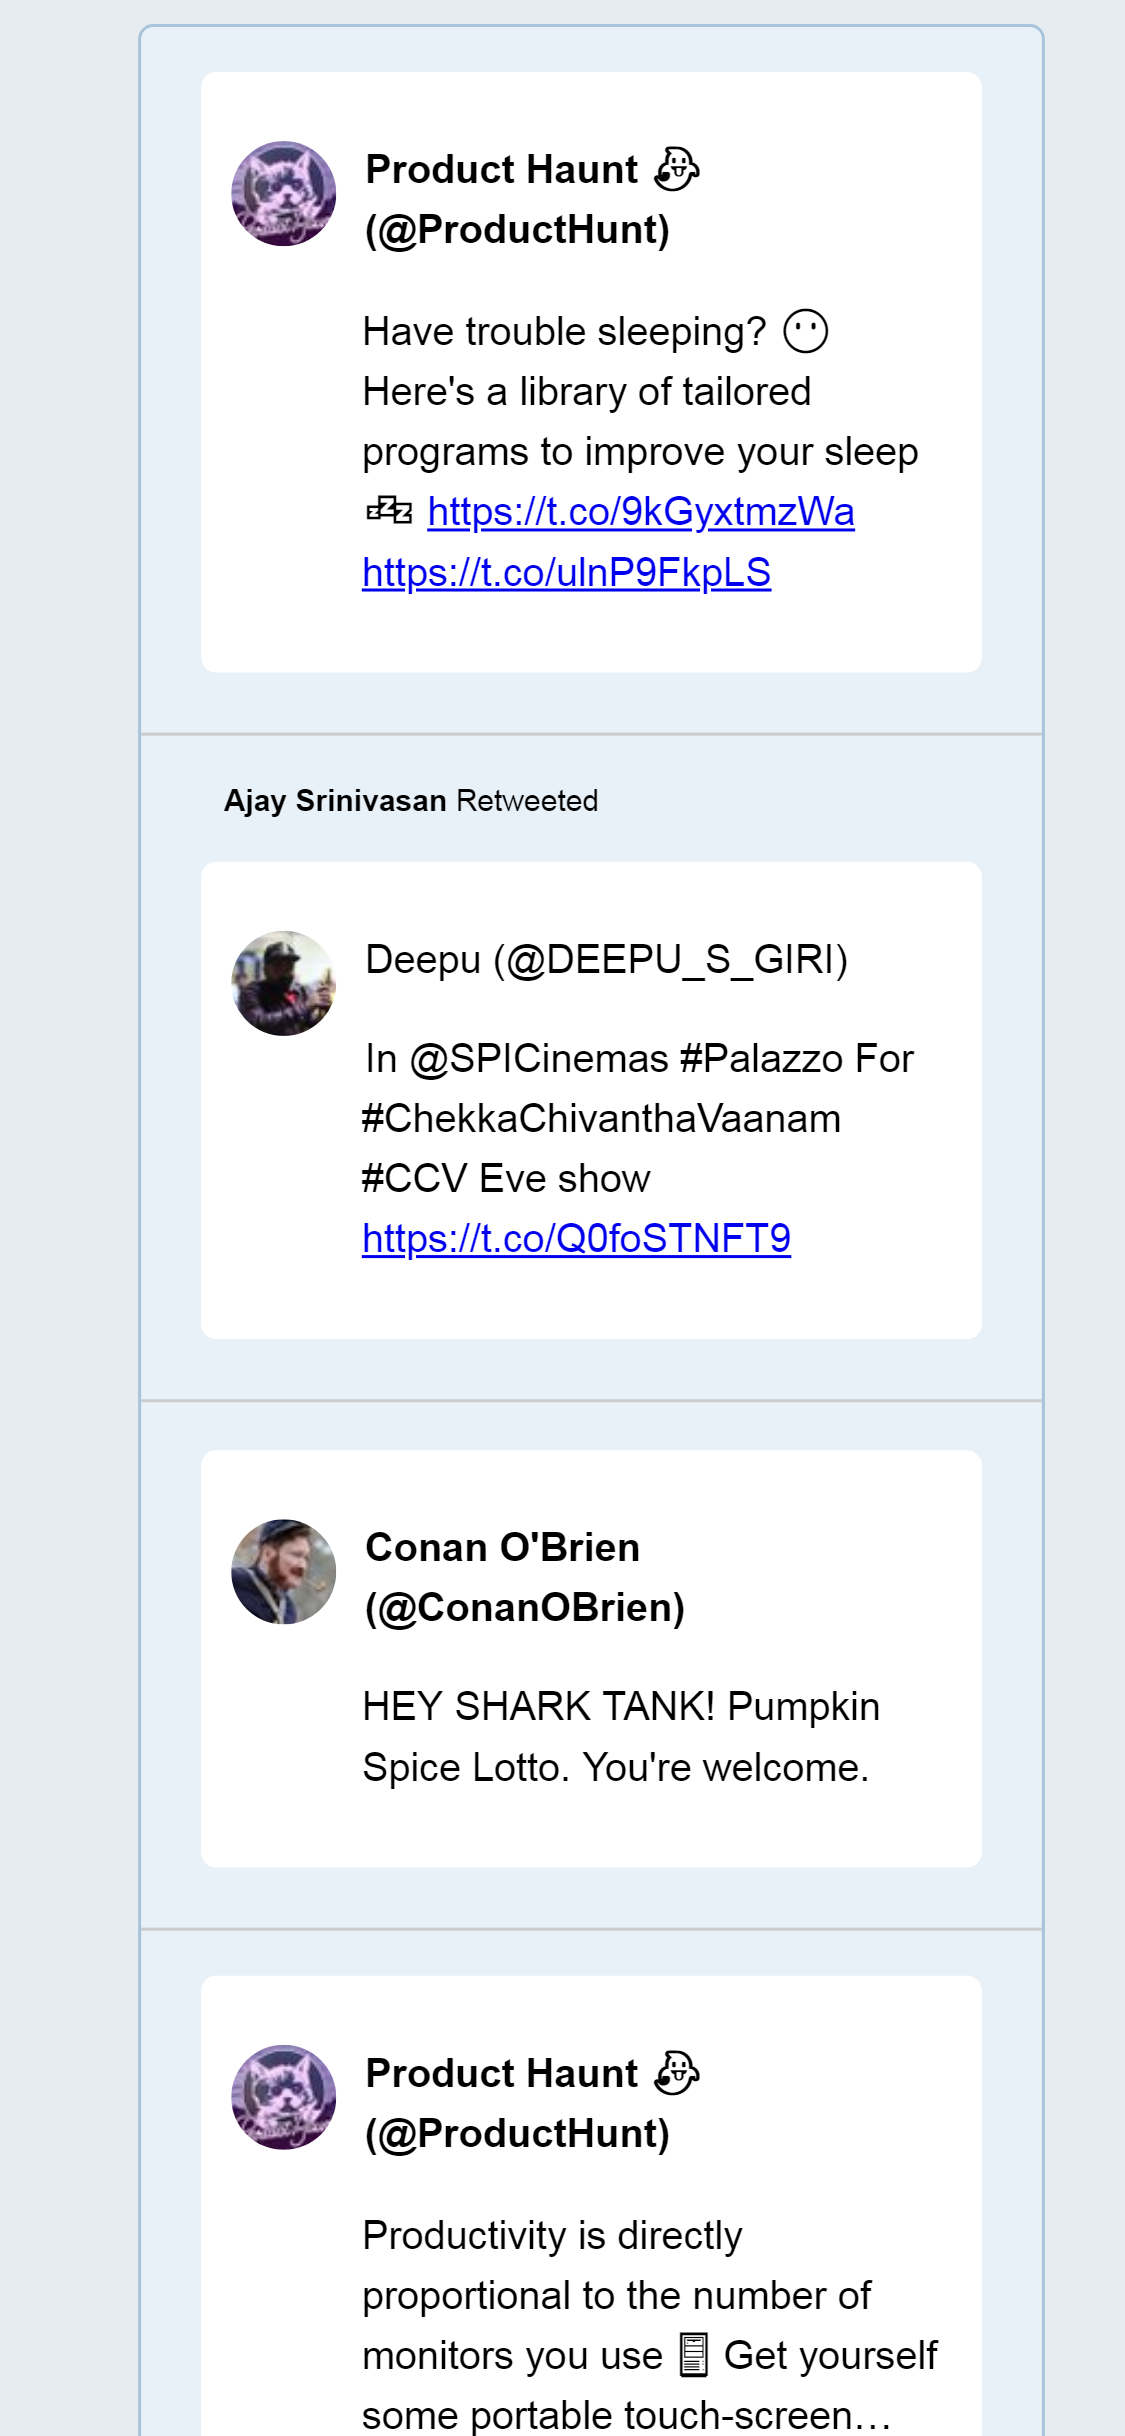 Product Haunt 👻
(@ProductHunt)
Have trouble sleeping? 😶
Here's a library of tailored
programs to improve your sleep
💤 https://t.co/9kGyxtmzWa
https://t.co/ulnP9FkpLS
Ajay Srinivasan Retweeted
Deepu (@DEEPU_S_GIRI)
In @SPICinemas #Palazzo For
#ChekkaChivanthaVaanam
#CCV Eve show
https://t.co/Q0foSTNFT9
Conan O'Brien
(@ConanOBrien)
HEY SHARK TANK! Pumpkin
Spice Lotto. You're welcome.
Product Haunt 👻
(@ProductHunt)
Productivity is directly
proportional to the number of
monitors you use 🖥 Get yourself
some portable touch-screen…